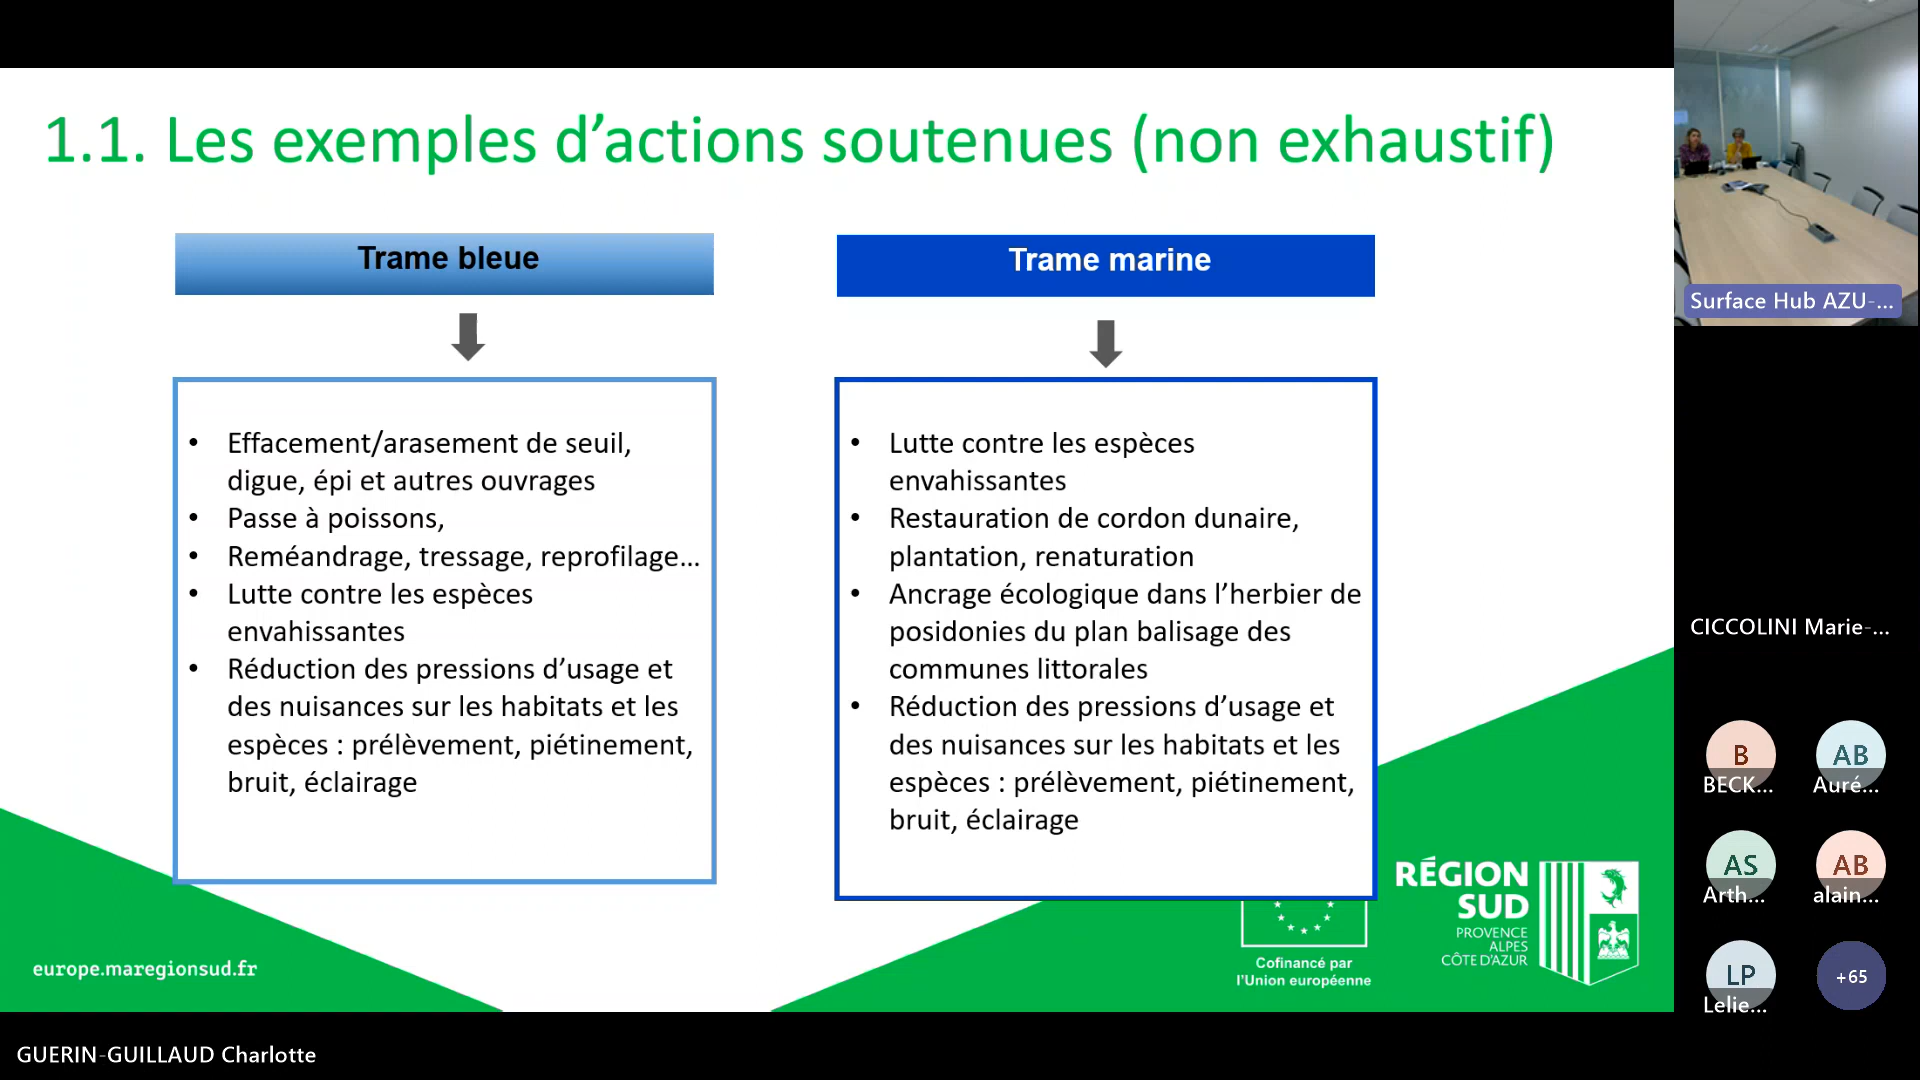 1.1. Les exemples d’actions soutenues (non exhaustif)
Trame bleue
• Effacement/arasement de seuil,
digue, épi et autres ouvrages
• Passe à poissons,
• Reméandrage, tressage, reprofilage...
• Lutte contre les espèces
envahissantes
• Réduction des pressions d’usage et
des nuisances sur les habitats et les
espèces : prélèvement, piétinement,
bruit, éclairage
Trame marine
• Lutte contre les espèces
envahissantes
• Restauration de cordon dunaire,
plantation, renaturation
• Ancrage écologique dans l’herbier de
posidonies du plan balisage des
communes littorales
• Réduction des pressions d’usage et
des nuisances sur les habitats et les
espèces : prélèvement, piétinement,
bruit, éclairage
europe.maregionsud.fr
Cofinancé par
l’Union européenne
RÉGION
SUD
PROVENCE
ALPES
CÔTE D’AZUR
GUERIN-GUILLAUD Charlotte
Surface Hub AZU-...
CICCOLINI Marie-...
B
BECK...
AB
Auré...
AS
Arth...
AB
alain...
LP
Lelie...
+65